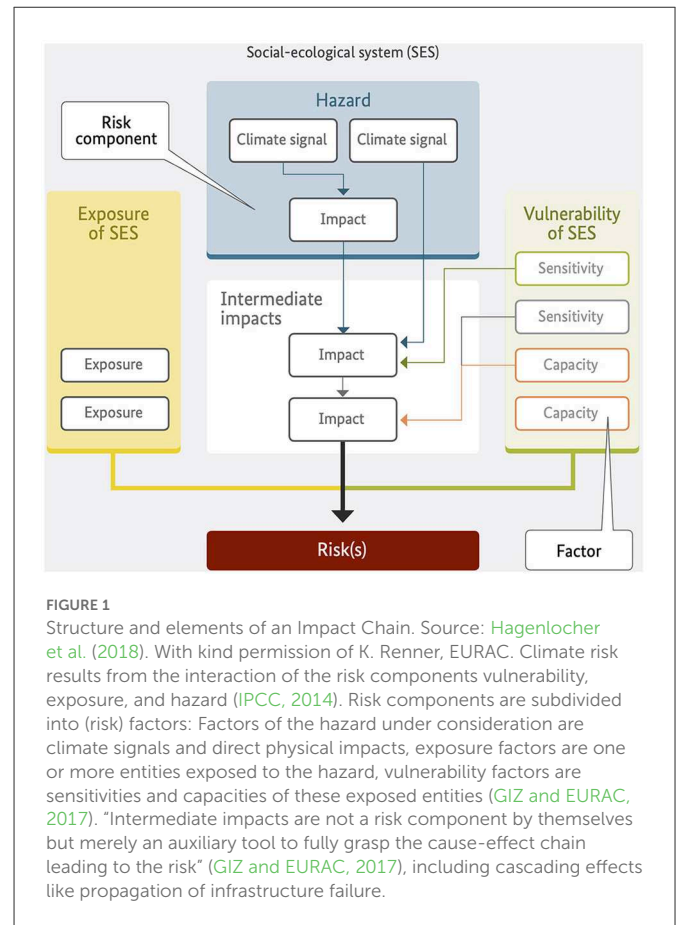 Social-ecological system (SES)
Hazard
Risk
component
Climate signal
Climate signal
Impact
Exposure
of SES
Exposure
Exposure
Vulnerability
of SES
Sensitivity
Sensitivity
Capacity
Capacity
Intermediate
impacts
Impact
Impact
Risk(s)
Factor
FIGURE 1
Structure and elements of an Impact Chain. Source: Hagenlocher
et al. (2018). With kind permission of K. Renner, EURAC. Climate risk
results from the interaction of the risk components vulnerability,
exposure, and hazard (IPCC, 2014). Risk components are subdivided
into (risk) factors: Factors of the hazard under consideration are
climate signals and direct physical impacts, exposure factors are one
or more entities exposed to the hazard, vulnerability factors are
sensitivities and capacities of these exposed entities (GIZ and EURAC,
2017). “Intermediate impacts are not a risk component by themselves
but merely an auxiliary tool to fully grasp the cause-effect chain
leading to the risk” (GIZ and EURAC, 2017), including cascading effects
like propagation of infrastructure failure.